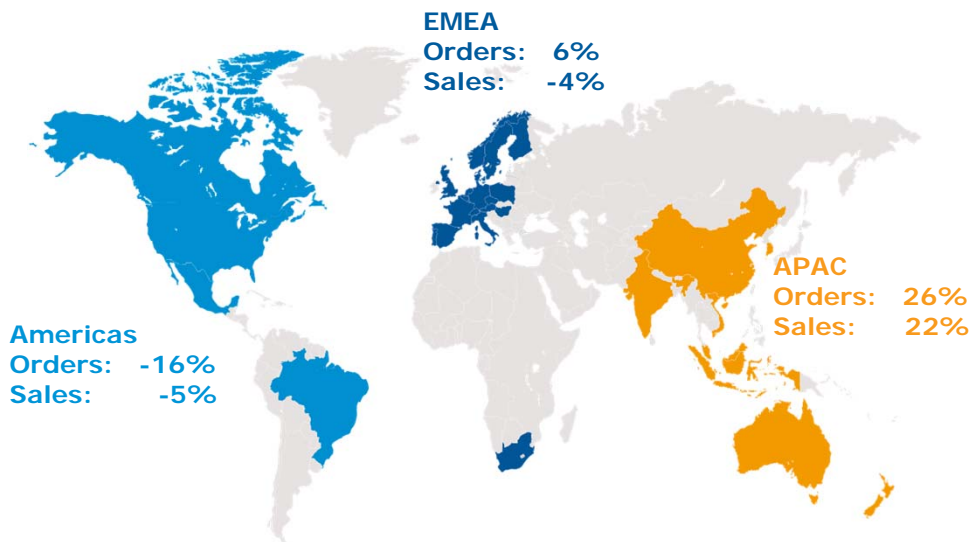 EMEA
Orders: 6%
Sales: -4%
APAC
Orders: 26%
Sales: 22%
Americas
Orders: -16%
Sales: -5%